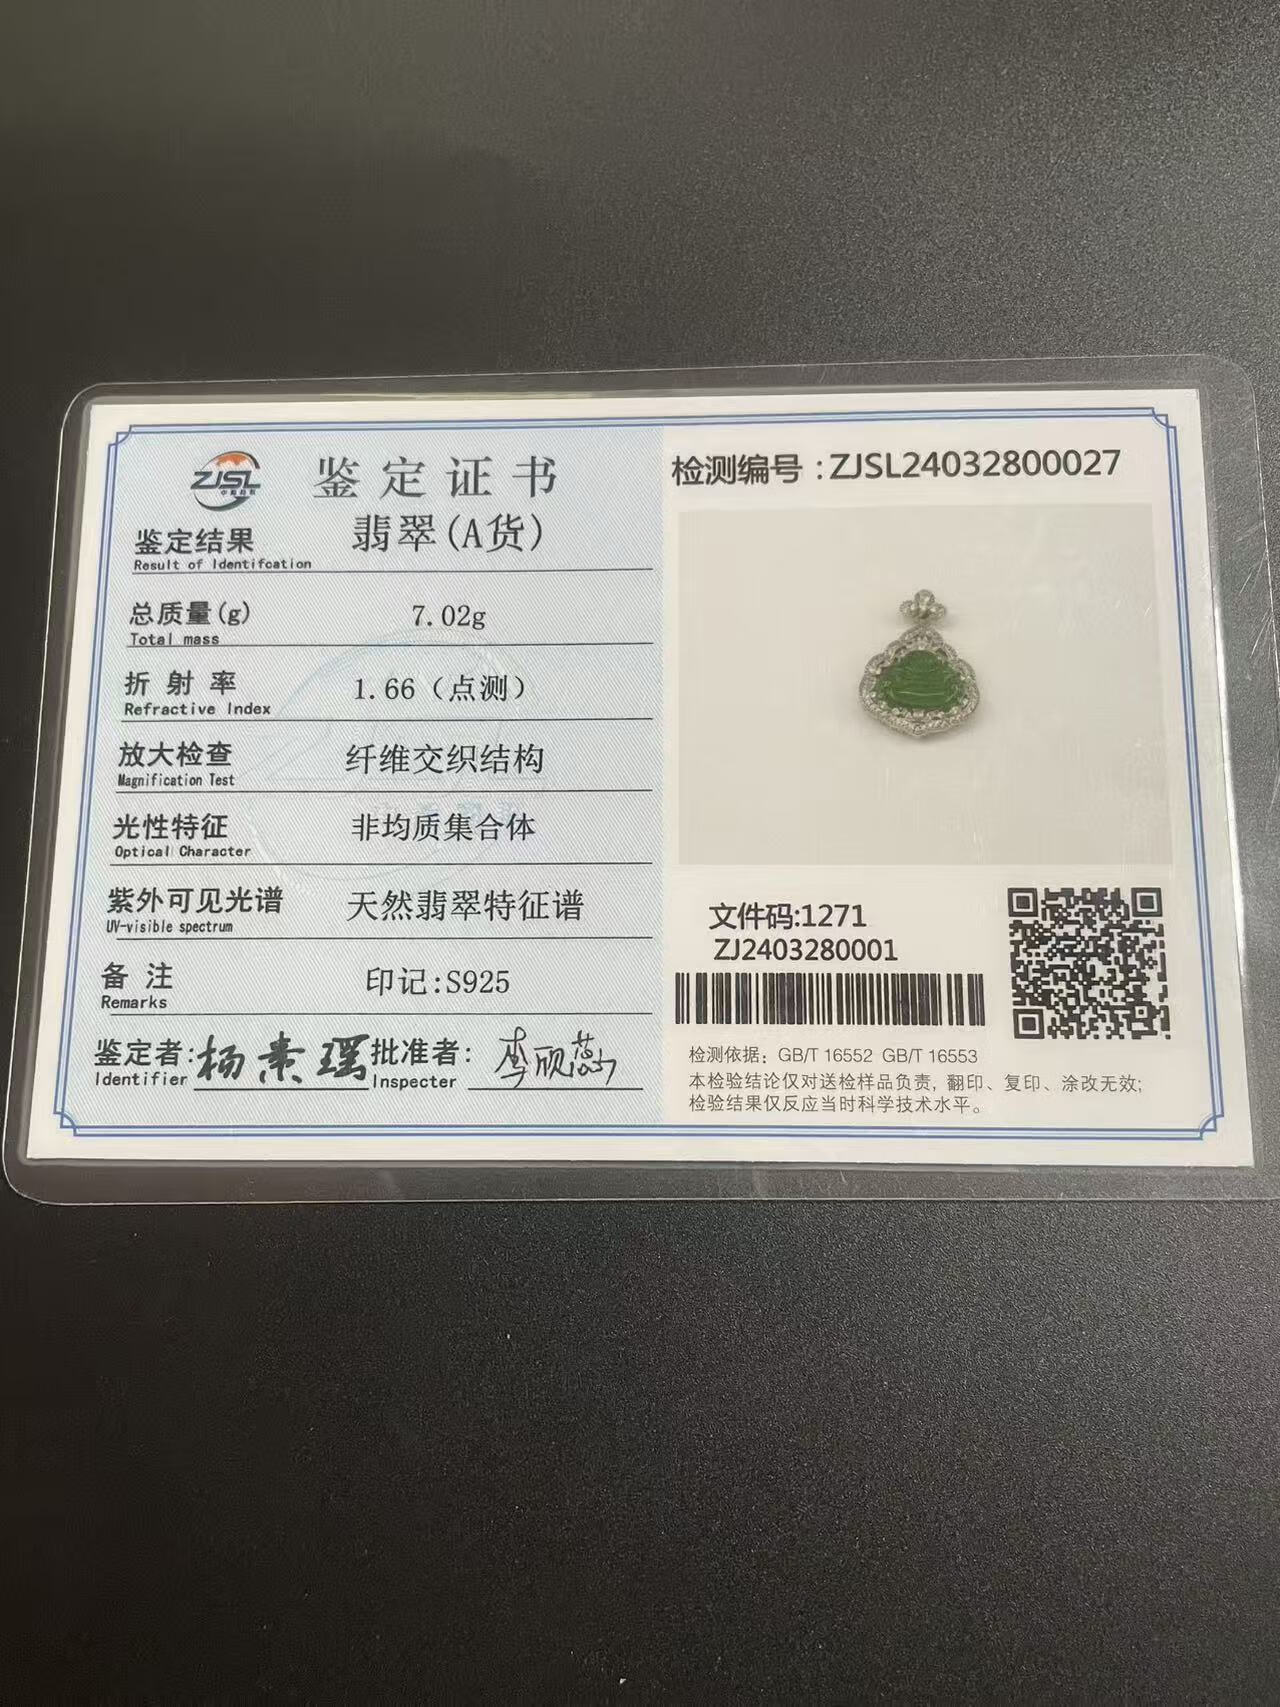 ZJSL
鉴定证书
鉴定结果 翡翠(A货)
Result of Identifcation
总质量(g) 7.02g
Total mass
折射率 1.66（点测）
Refractive Index
放大检查 纤维交织结构
Magnification Test
光性特征 非均质集合体
Optical Character
紫外可见光谱 天然翡翠特征谱
UV-visible spectrum
备注 印记:S925
Remarks
鉴定者: 杨素瑶 批准者: 李欣蕊
Identifier Inspecter
检测编号:ZJSL24032800027
文件码:1271
ZJ2403280001
检测依据: GB/T 16552 GB/T 16553
本检验结论仅对送检样品负责, 翻印、复印、涂改无效;
检验结果仅反应当时科学技术水平。